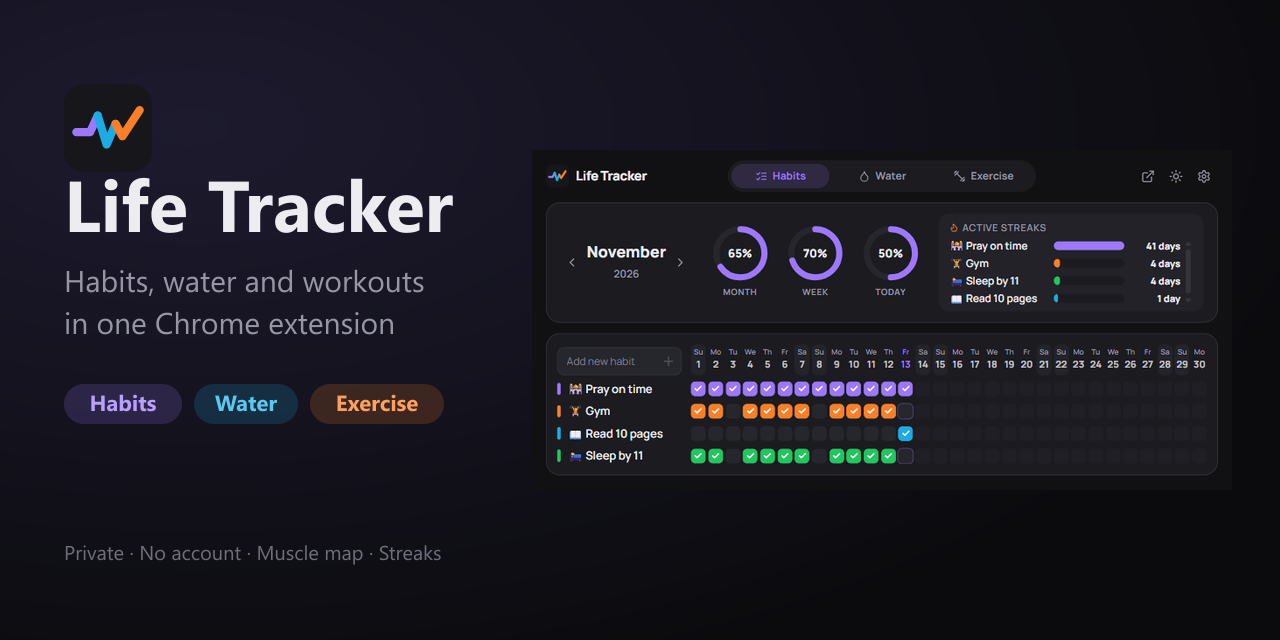 Life Tracker
Habits, water and workouts
in one Chrome extension
Habits Water Exercise
Private · No account · Muscle map · Streaks
Life Tracker
Habits Water Exercise
November
2026
65% 70% 50%
MONTH WEEK TODAY
ACTIVE STREAKS
Pray on time 41 days
Gym 4 days
Sleep by 11 4 days
Read 10 pages 1 day
Add new habit
Su Mo Tu We Th Fr Sa Su Mo Tu We Th Fr Sa Su Mo Tu We Th Fr Sa Su Mo Tu We Th Fr Sa Su Mo
1 2 3 4 5 6 7 8 9 10 11 12 13 14 15 16 17 18 19 20 21 22 23 24 25 26 27 28 29 30
Pray on time
Gym
Read 10 pages
Sleep by 11